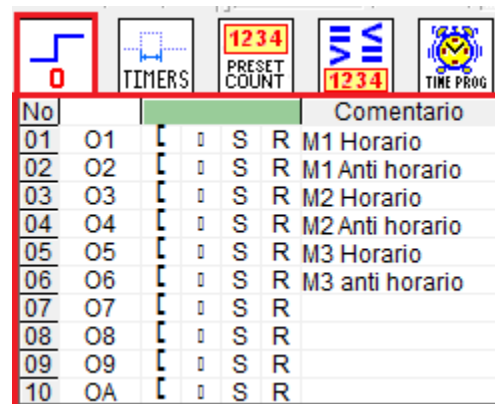 0
TIMERS
1234
PRESET
COUNT
1234
TIME PROG
No Comentario
01 O1 [ ▯ S R M1 Horario
02 O2 [ ▯ S R M1 Anti horario
03 O3 [ ▯ S R M2 Horario
04 O4 [ ▯ S R M2 Anti horario
05 O5 [ ▯ S R M3 Horario
06 O6 [ ▯ S R M3 anti horario
07 O7 [ ▯ S R
08 O8 [ ▯ S R
09 O9 [ ▯ S R
10 OA [ ▯ S R